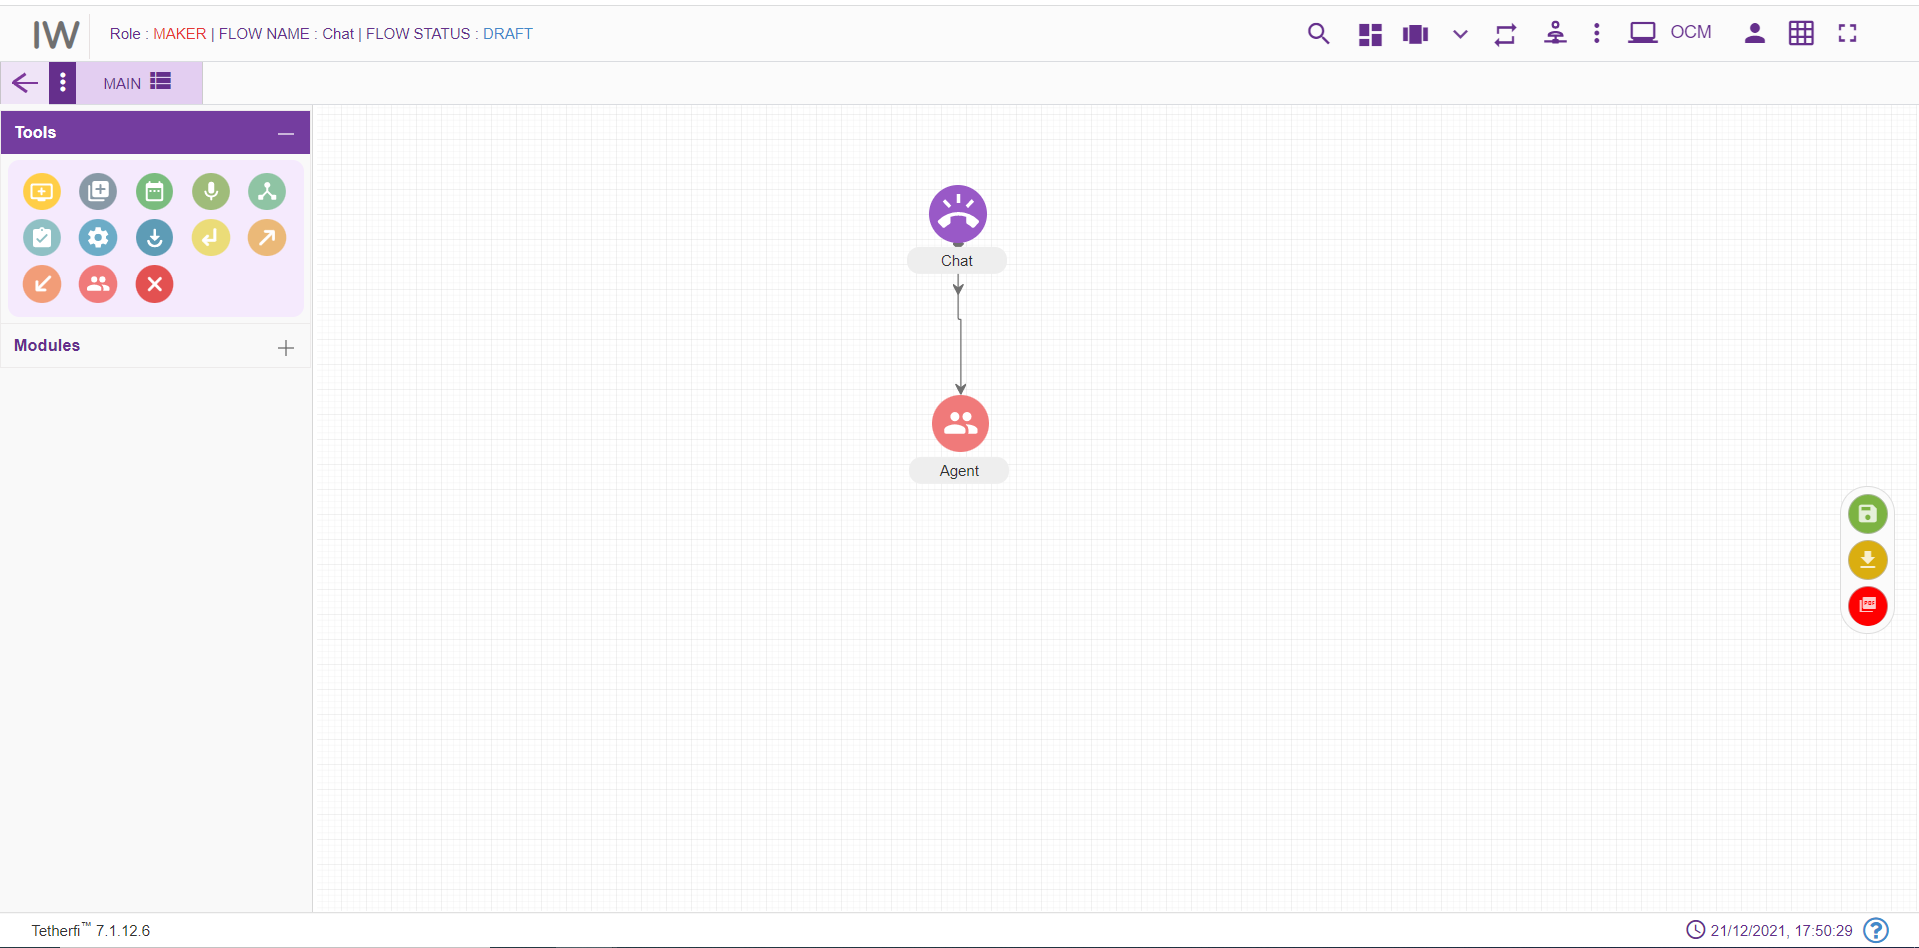 IW
Role : MAKER | FLOW NAME : Chat | FLOW STATUS : DRAFT
OCM
MAIN
Tools
Modules
Chat
Agent
PDF
Tetherfi™ 7.1.12.6
21/12/2021, 17:50:29